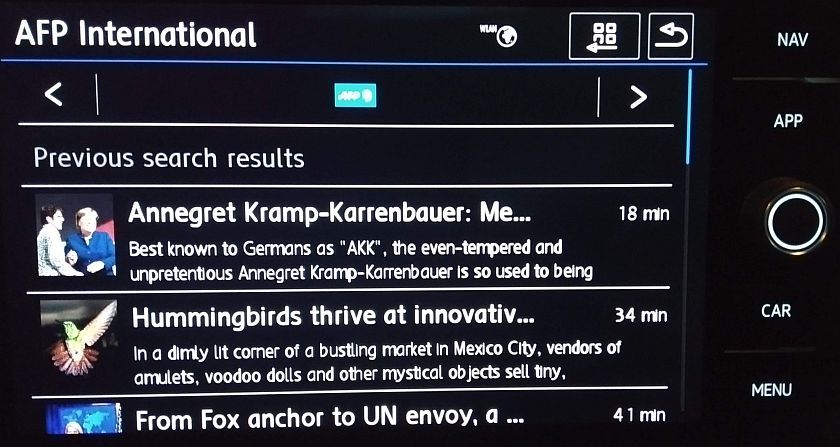 AFP International
WLAN
NAV
<
AFP
>
APP
Previous search results
Annegret Kramp-Karrenbauer: Me...
18 min
Best known to Germans as "AKK", the even-tempered and
unpretentious Annegret Kramp-Karrenbauer is so used to being
Hummingbirds thrive at innovativ...
34 min
In a dimly lit corner of a bustling market in Mexico City, vendors of
amulets, voodoo dolls and other mystical objects sell tiny,
CAR
MENU
From Fox anchor to UN envoy, a ...
41 min